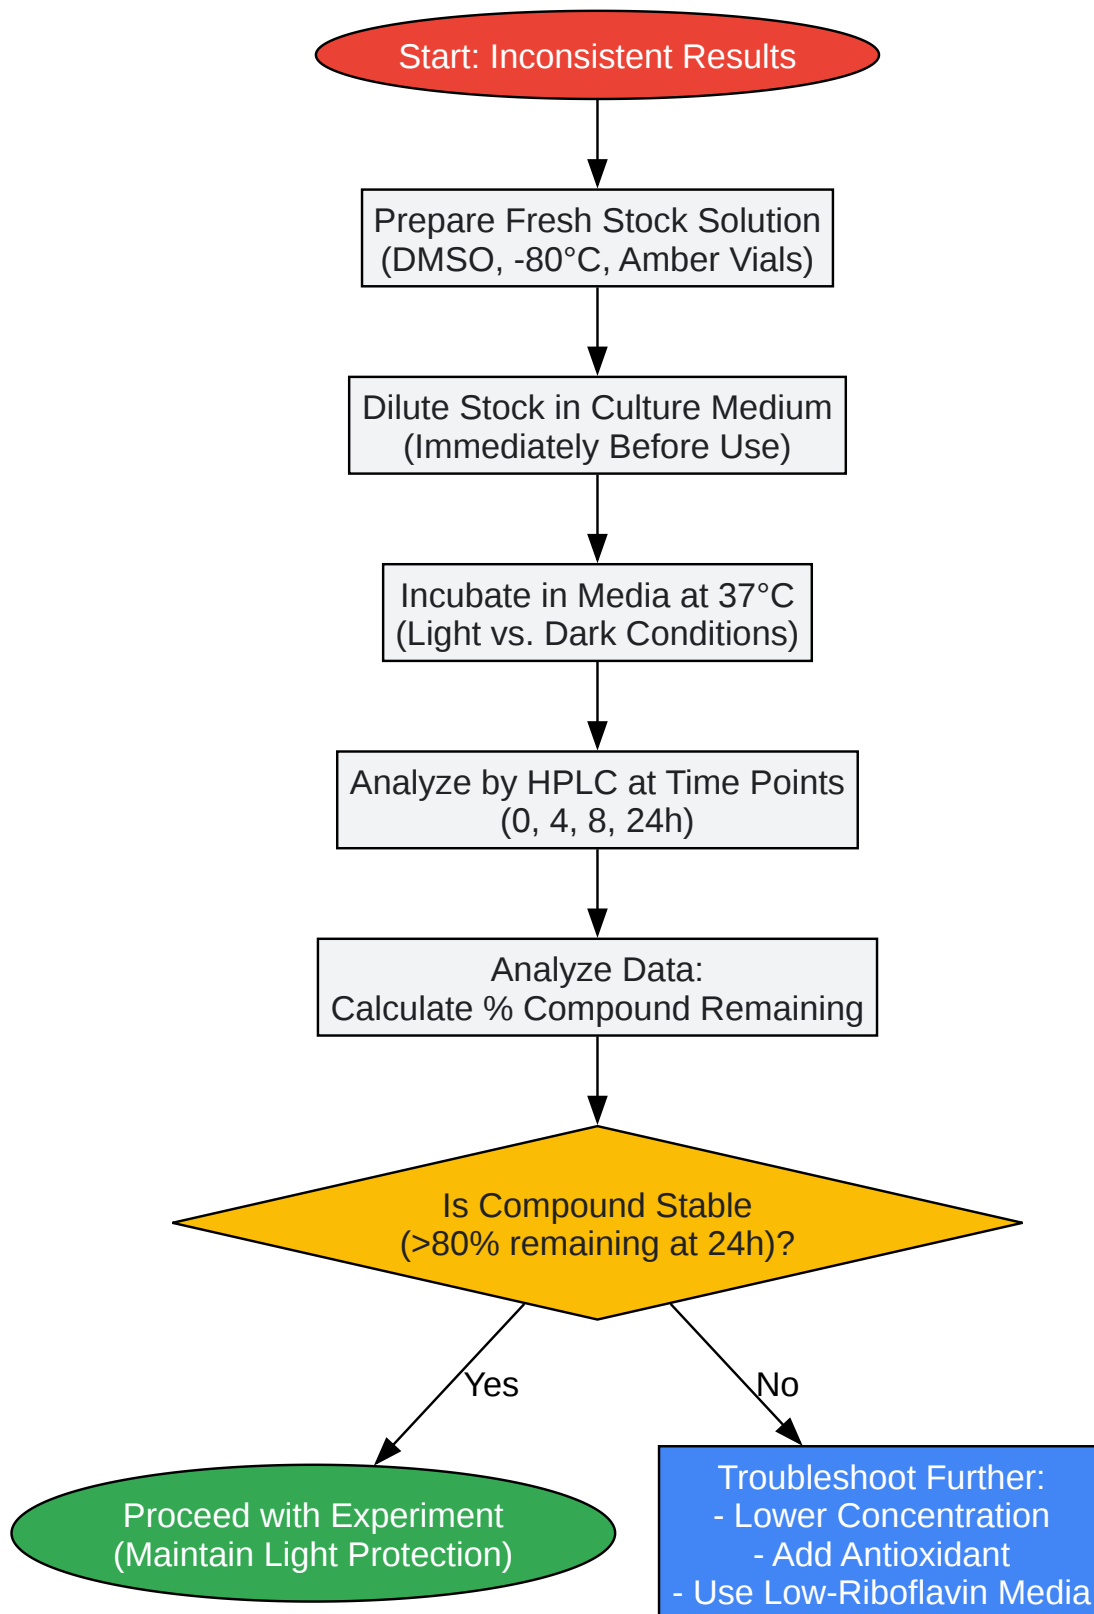 Start: Inconsistent Results
Prepare Fresh Stock Solution
(DMSO, -80°C, Amber Vials)
Dilute Stock in Culture Medium
(Immediately Before Use)
Incubate in Media at 37°C
(Light vs. Dark Conditions)
Analyze by HPLC at Time Points
(0, 4, 8, 24h)
Analyze Data:
Calculate % Compound Remaining
Is Compound Stable
(>80% remaining at 24h)?
Yes
No
Proceed with Experiment
(Maintain Light Protection)
Troubleshoot Further:
- Lower Concentration
- Add Antioxidant
- Use Low-Riboflavin Media